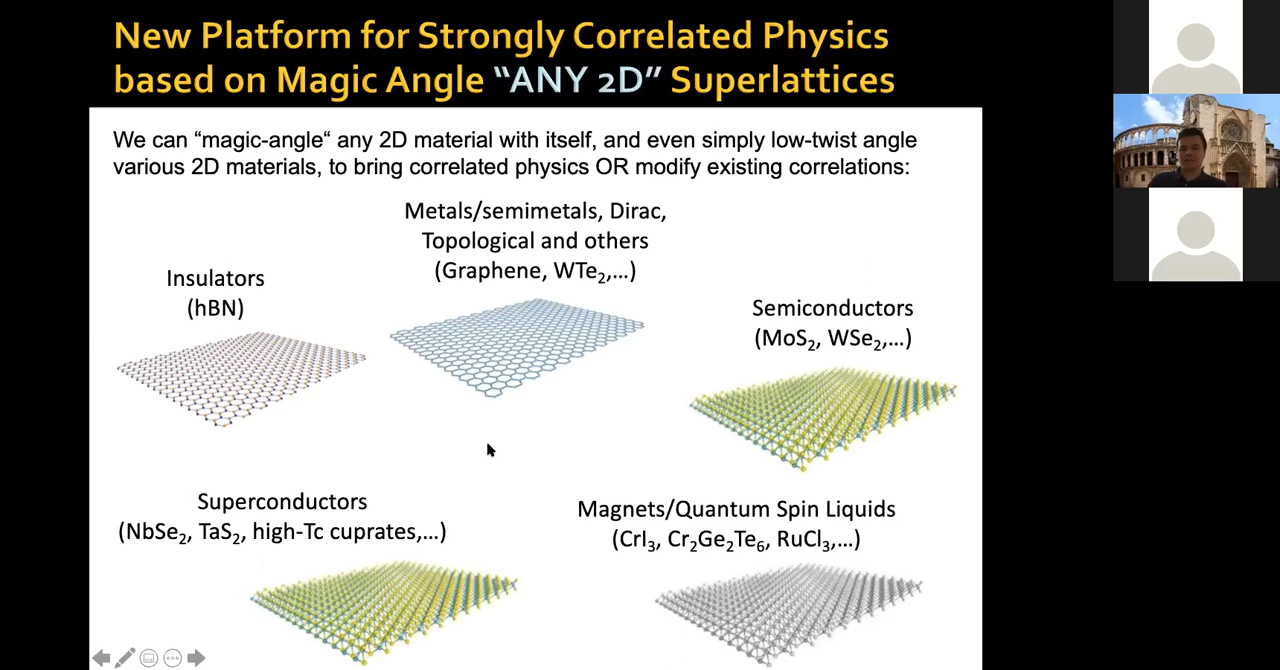 New Platform for Strongly Correlated Physics
based on Magic Angle “ANY 2D” Superlattices
We can “magic-angle“ any 2D material with itself, and even simply low-twist angle
various 2D materials, to bring correlated physics OR modify existing correlations:
Metals/semimetals, Dirac,
Topological and others
(Graphene, WTe₂,…)
Insulators
(hBN)
Semiconductors
(MoS₂, WSe₂,…)
Superconductors
(NbSe₂, TaS₂, high-Tc cuprates,…)
Magnets/Quantum Spin Liquids
(CrI₃, Cr₂Ge₂Te₆, RuCl₃,…)